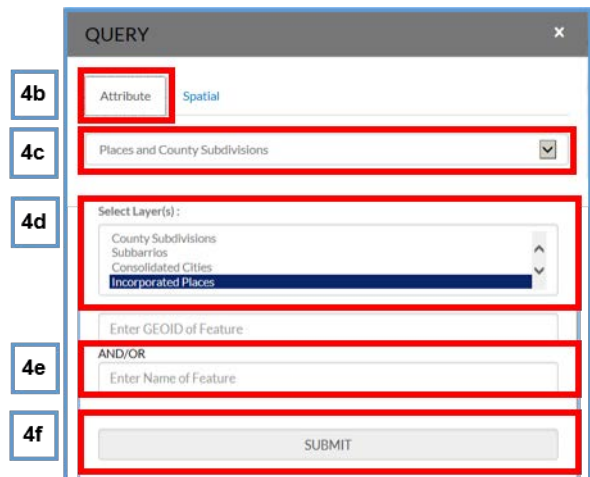 QUERY ×
4b
Attribute Spatial
4c
Places and County Subdivisions
4d
Select Layer(s) :
County Subdivisions
Subbarrios
Consolidated Cities
Incorporated Places
Enter GEOID of Feature
AND/OR
4e
Enter Name of Feature
4f
SUBMIT